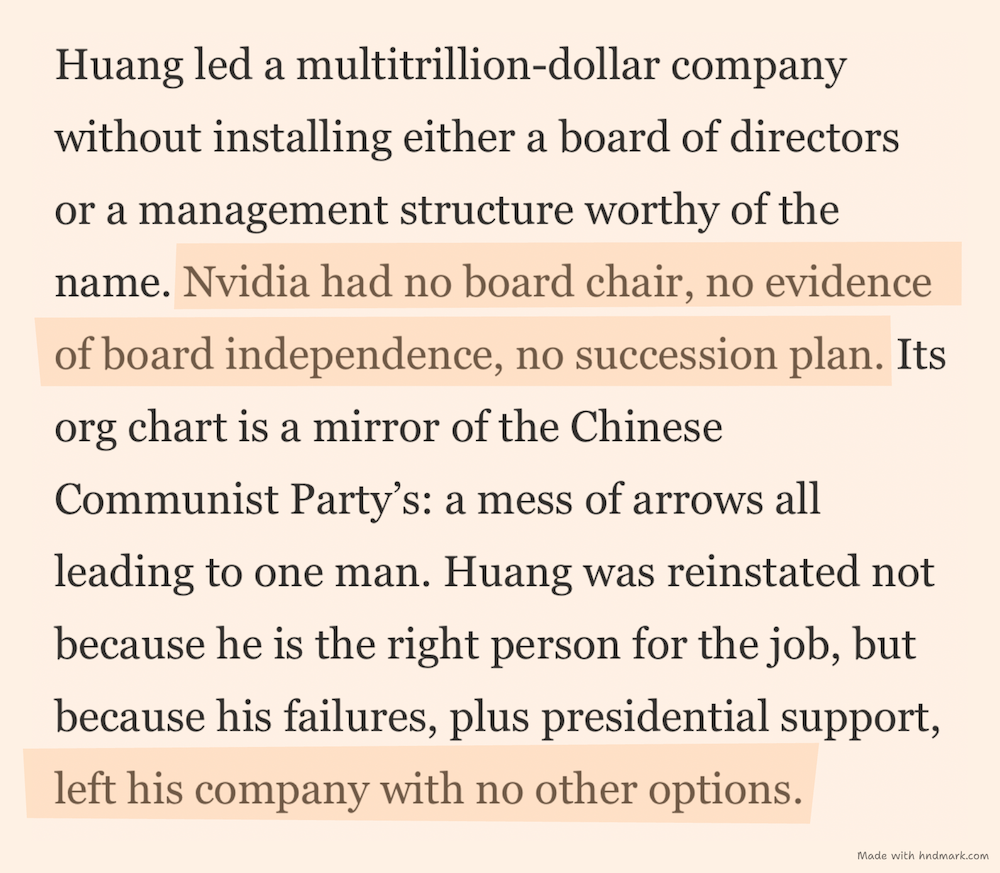 Huang led a multitrillion-dollar company
without installing either a board of directors
or a management structure worthy of the
name. Nvidia had no board chair, no evidence
of board independence, no succession plan. Its
org chart is a mirror of the Chinese
Communist Party’s: a mess of arrows all
leading to one man. Huang was reinstated not
because he is the right person for the job, but
because his failures, plus presidential support,
left his company with no other options.
Made with hndmark.com